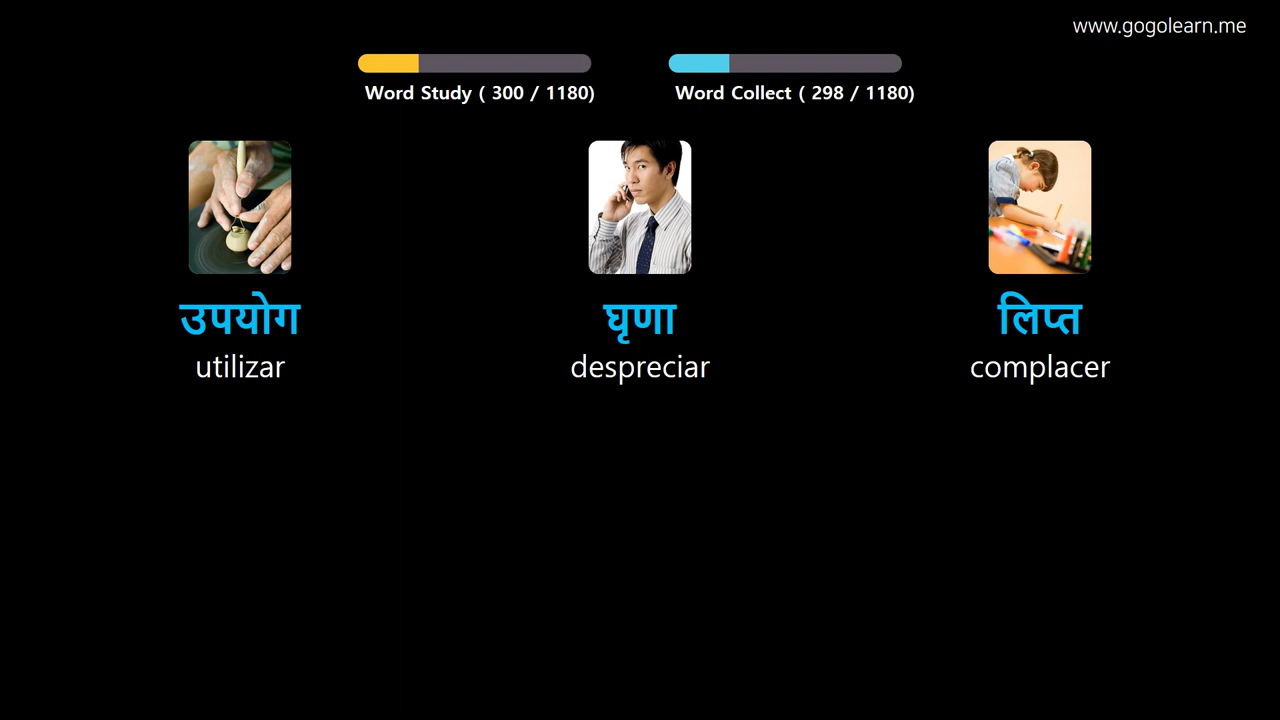 www.gogolearn.me
Word Study ( 300 / 1180)
Word Collect ( 298 / 1180)
उपयोग
घृणा
लिप्त
utilizar
despreciar
complacer